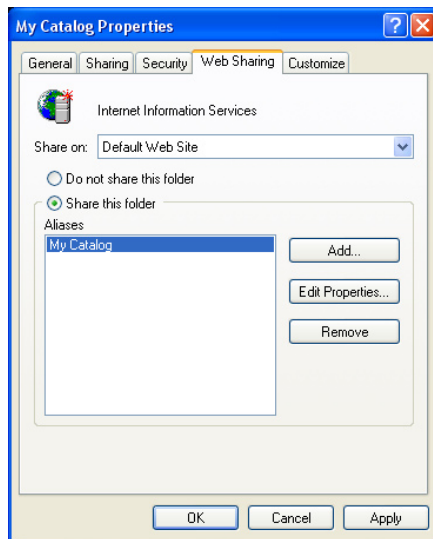 My Catalog Properties
General Sharing Security Web Sharing Customize
Internet Information Services
Share on: Default Web Site
Do not share this folder
Share this folder
Aliases
My Catalog
Add...
Edit Properties...
Remove
OK Cancel Apply